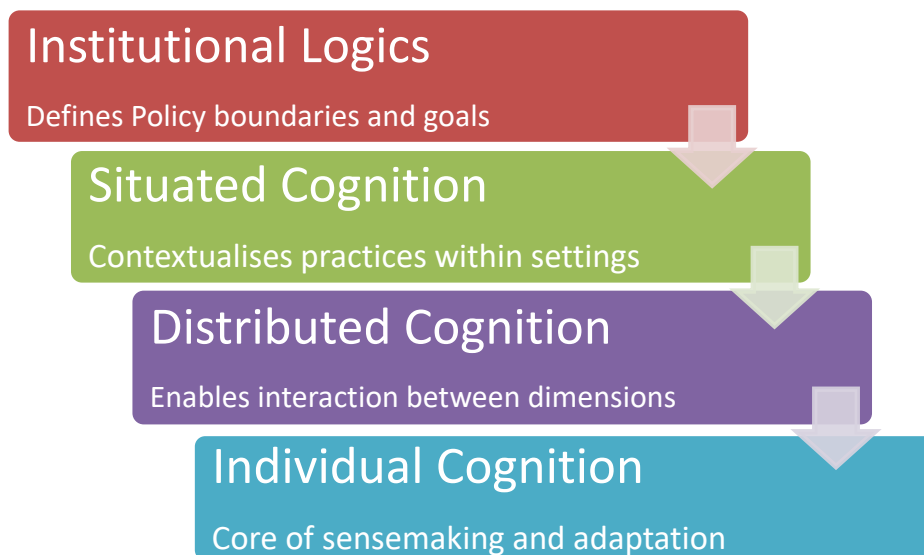 Institutional Logics
Defines Policy boundaries and goals
Situated Cognition
Contextualises practices within settings
Distributed Cognition
Enables interaction between dimensions
Individual Cognition
Core of sensemaking and adaptation